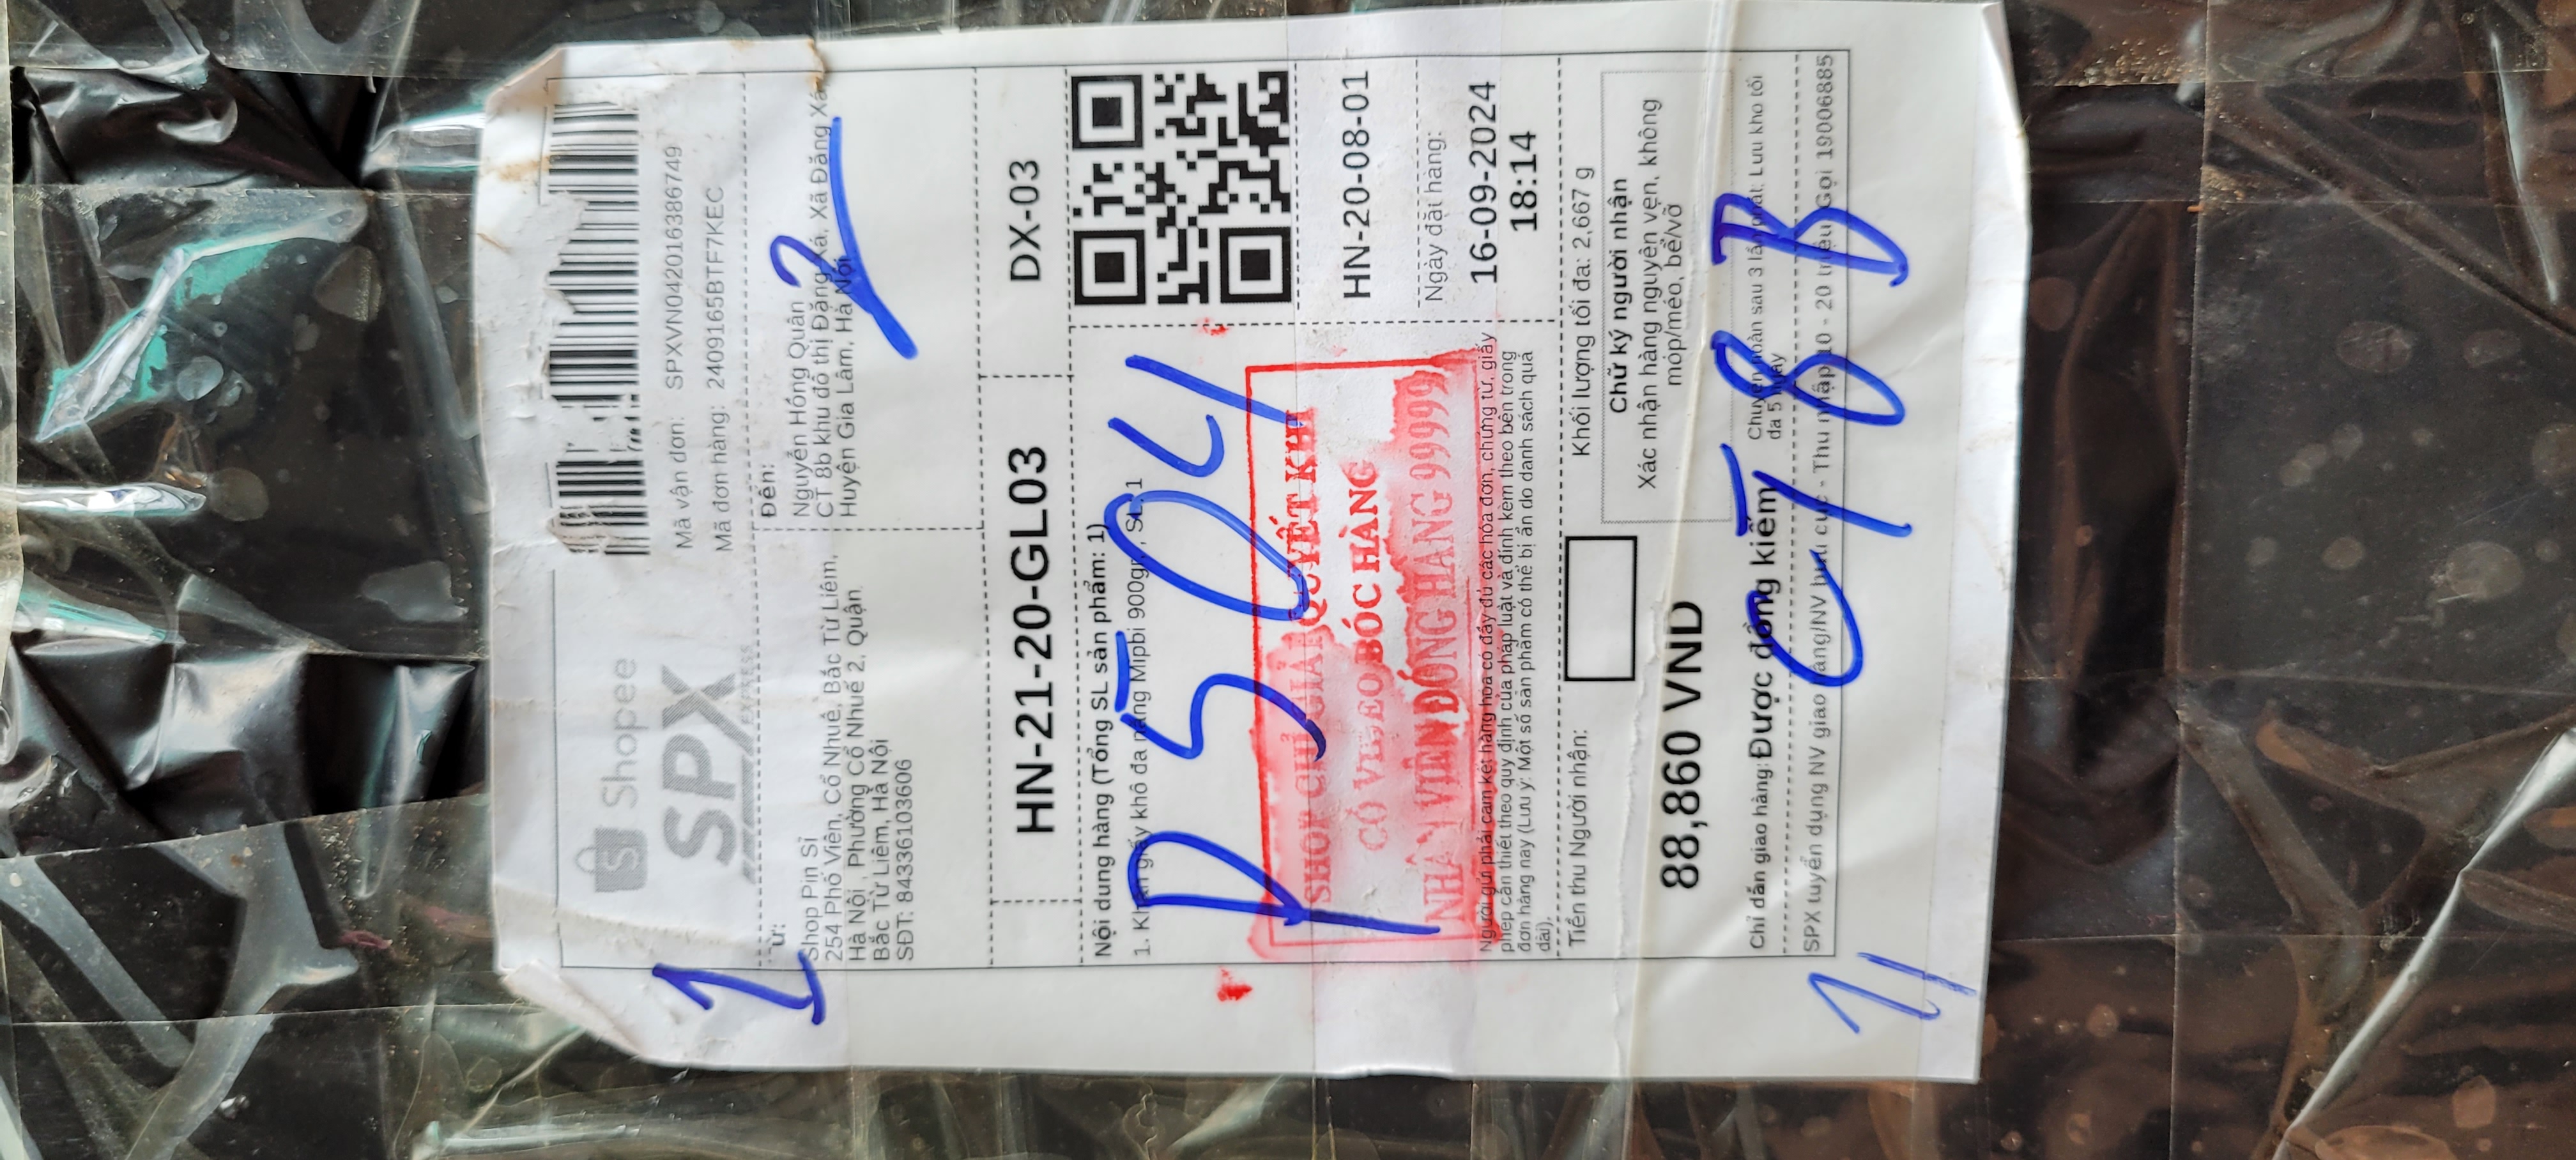 Shopee
SPX
EXPRESS
Mã vận đơn: SPXVN042016386749
Mã đơn hàng: 2409165BTF7KEC
1
ừ:
Shop Pin Sỉ
254 Phố Viên, Cổ Nhuê, Bắc Từ Liêm,
Hà Nội , Phường Cổ Nhuế 2, Quận
Bắc Từ Liêm, Hà Nội
SĐT: 84336103606
Đến:
Nguyễn Hồng Quân
CT 8b khu đô thị Đặng Xá, Xã Đặng Xá
Huyện Gia Lâm, Hà Nội
2
HN-21-20-GL03
DX-03
Nội dung hàng (Tổng SL sản phẩm: 1)
1. Khăn giấy khô đa năng Mipbi 900gr, , SL: 1
P504
SHOP CHỈ GIẢI QUYẾT KHI
CÓ VIDEO BÓC HÀNG
NHÂN VIÊN ĐÓNG HÀNG 99999
HN-20-08-01
Ngày đặt hàng:
16-09-2024
18:14
Người gửi phải cam kết hàng hóa có đầy đủ các hóa đơn, chứng từ, giấy
phép cần thiết theo quy định của pháp luật và đính kèm theo bên trong
đơn hàng này (Lưu ý: Một số sản phẩm có thể bị ẩn do danh sách quá
dài).
Tiền thu Người nhận:
88,860 VND
Khối lượng tối đa: 2,667 g
Chữ ký người nhận
Xác nhận hàng nguyên vẹn, không
móp/méo, bể/vỡ
Chỉ dẫn giao hàng: Được đồng kiểm
Chuyển hoàn sau 3 lần phát; Lưu kho tối
đa 5 ngày
CT8B
SPX tuyển dụng NV giao hàng/NV bưu cục - Thu nhập 10 - 20 triệu. Gọi 19006885